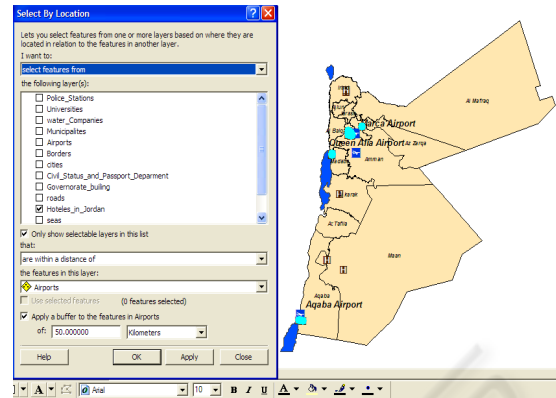 Select By Location
Lets you select features from one or more layers based on where they are
located in relation to the features in another layer.
I want to:
select features from
the following layer(s):
Police_Stations
Universities
water_Companies
Municipalites
Airports
Borders
cities
Civil_Status_and_Passport_Deparment
Governorate_builing
roads
Hoteles_in_Jordan
seas
Only show selectable layers in this list
that:
are within a distance of
the features in this layer:
Airports
Use selected features (0 features selected)
Apply a buffer to the features in Airports
of: 50.000000 Kilometers
Help OK Apply Close
Al Mafraq
Marca Airport
Queen Alia Airport Az Zarqa
Madaba Amman
Karak
At Tafila
Maan
Aqaba
Aqaba Airport
A Arial 10 B I U A